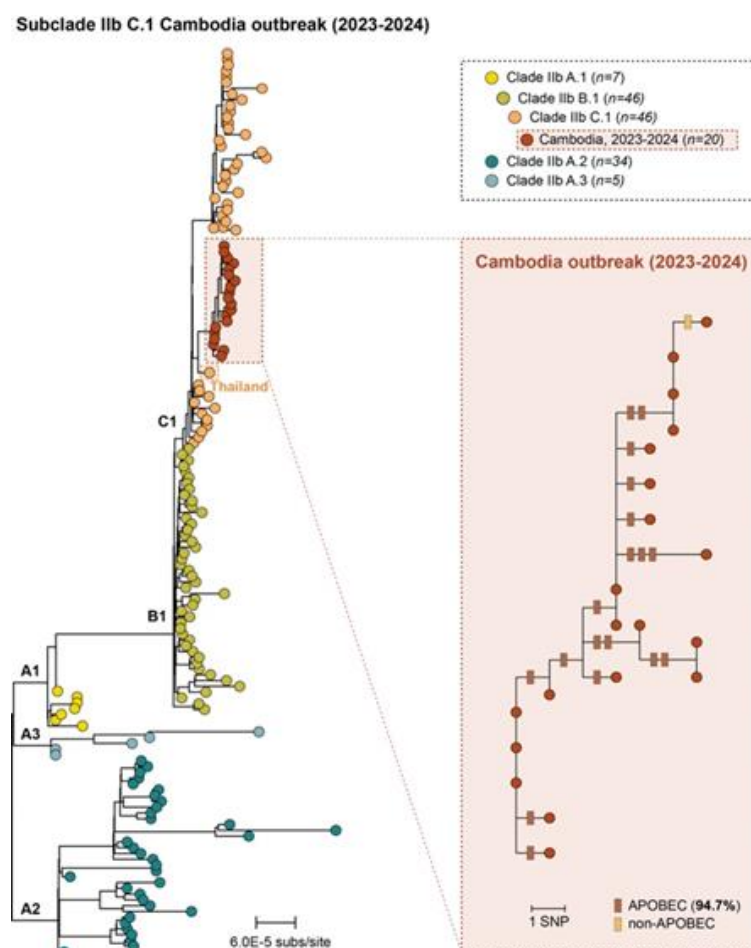 Subclade IIb C.1 Cambodia outbreak (2023-2024)
Clade IIb A.1 (n=7)
Clade IIb B.1 (n=46)
Clade IIb C.1 (n=46)
Cambodia, 2023-2024 (n=20)
Clade IIb A.2 (n=34)
Clade IIb A.3 (n=5)
Cambodia outbreak (2023-2024)
Thailand
C1
B1
A1
A3
A2
6.0E-5 subs/site
1 SNP
APOBEC (94.7%)
non-APOBEC